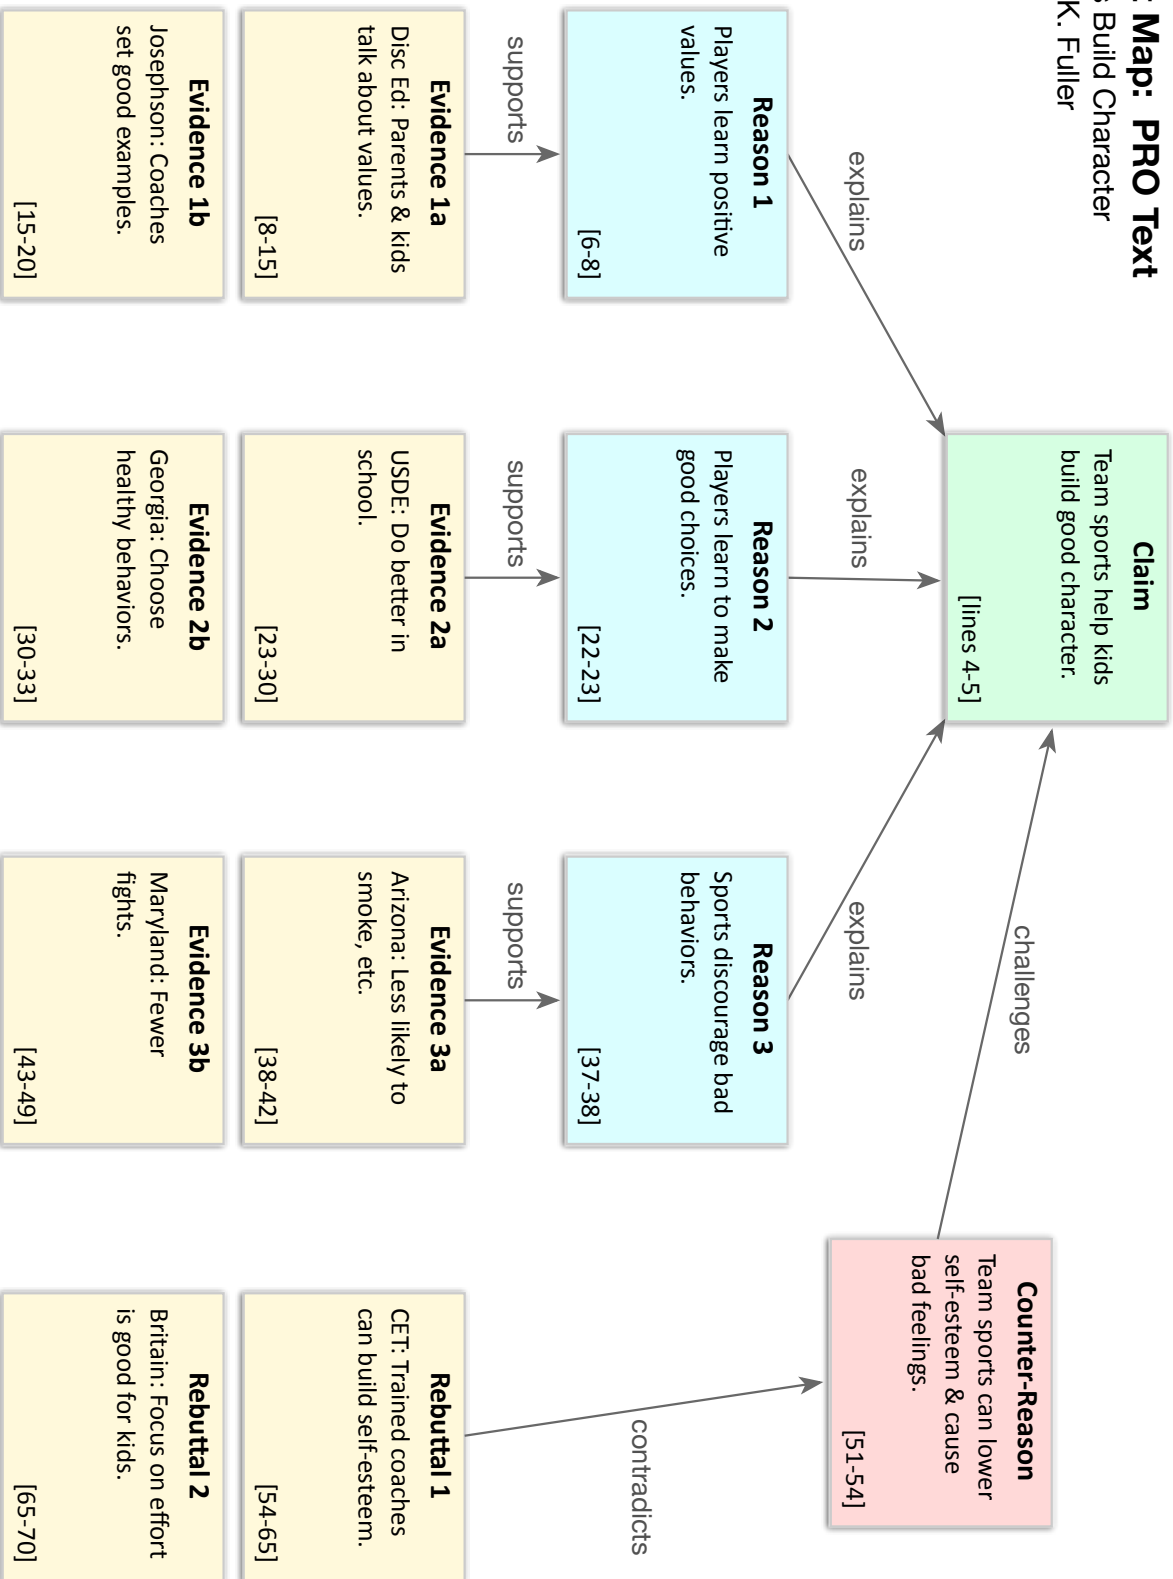 : Map:  PRO Text
s Build Character
K. Fuller
Claim
Team sports help kids
build good character.
[lines 4-5]
challenges
explains
explains
explains
Counter-Reason
Team sports can lower
self-esteem & cause
bad feelings.
[51-54]
Reason 1
Players learn positive
values.
[6-8]
Reason 2
Players learn to make
good choices.
[22-23]
Reason 3
Sports discourage bad
behaviors.
[37-38]
supports
supports
supports
contradicts
Evidence 1a
Disc Ed: Parents & kids
talk about values.
[8-15]
Evidence 2a
USDE: Do better in
school.
[23-30]
Evidence 3a
Arizona: Less likely to
smoke, etc.
[38-42]
Rebuttal 1
CET: Trained coaches
can build self-esteem.
[54-65]
Evidence 1b
Josephson: Coaches
set good examples.
[15-20]
Evidence 2b
Georgia: Choose
healthy behaviors.
[30-33]
Evidence 3b
Maryland: Fewer
fights.
[43-49]
Rebuttal 2
Britain: Focus on effort
is good for kids.
[65-70]